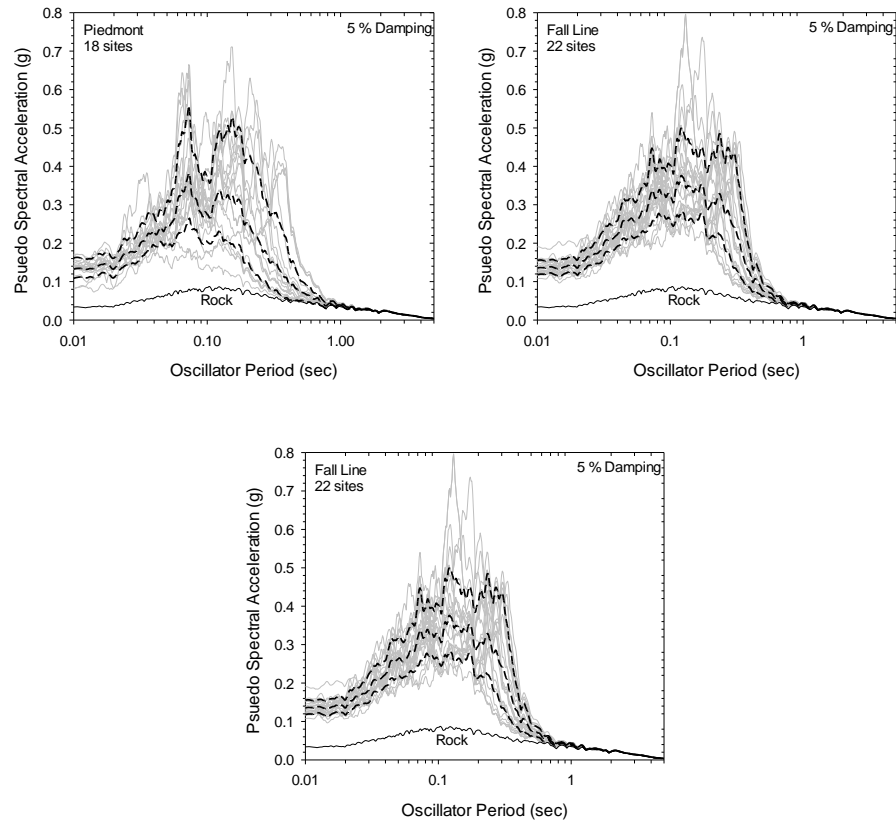 Piedmont
18 sites
5 % Damping
Psuedo Spectral Acceleration (g)
0.8
0.7
0.6
0.5
0.4
0.3
0.2
0.1
0.0
Rock
0.01
0.10
1.00
Oscillator Period (sec)
Fall Line
22 sites
5 % Damping
Psuedo Spectral Acceleration (g)
0.8
0.7
0.6
0.5
0.4
0.3
0.2
0.1
0.0
Rock
0.01
0.1
1
Oscillator Period (sec)
Fall Line
22 sites
5 % Damping
Psuedo Spectral Acceleration (g)
0.8
0.7
0.6
0.5
0.4
0.3
0.2
0.1
0.0
Rock
0.01
0.1
1
Oscillator Period (sec)